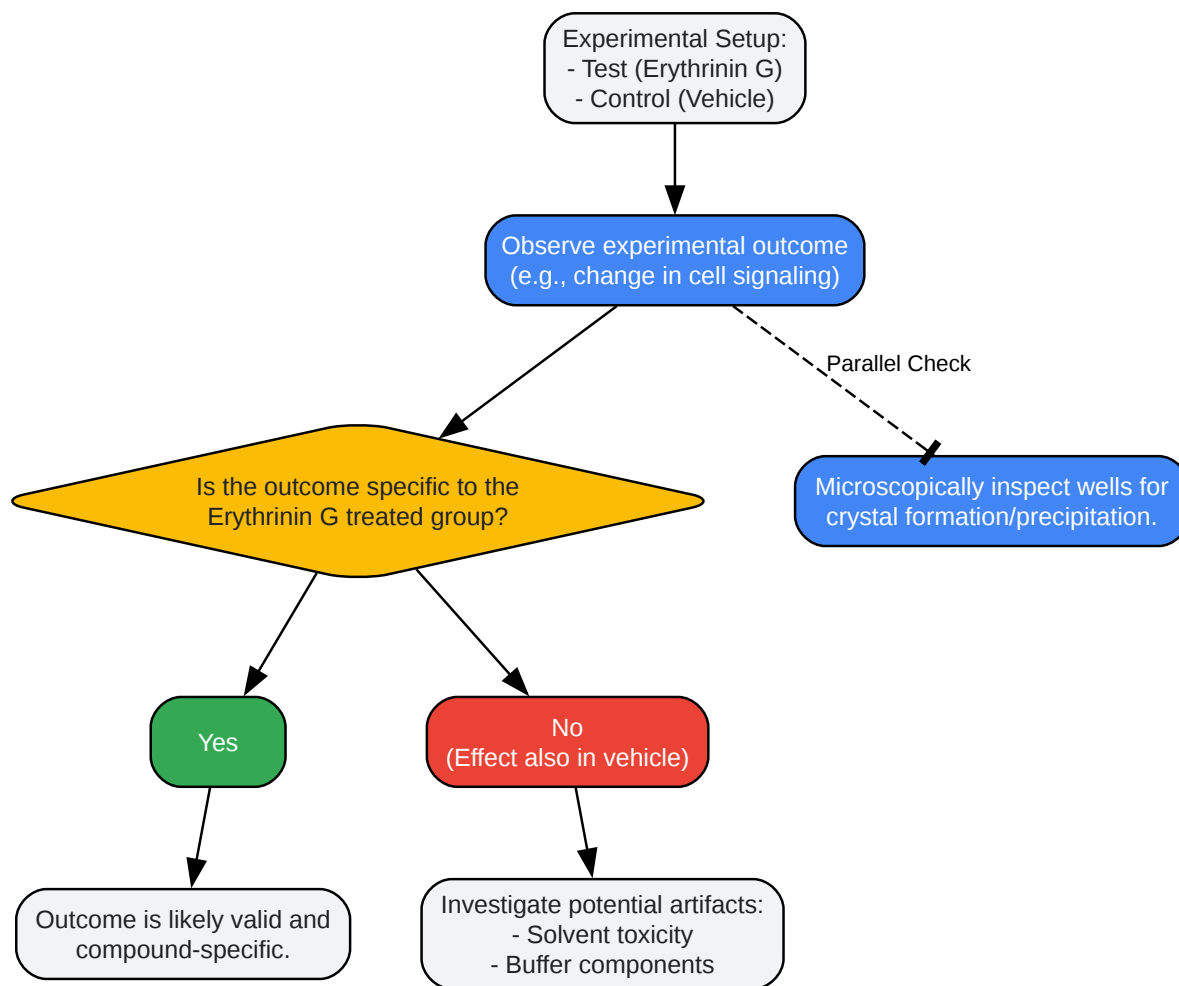 Experimental Setup:
- Test (Erythrinin G)
- Control (Vehicle)
Observe experimental outcome
(e.g., change in cell signaling)
Parallel Check
Is the outcome specific to the
Erythrinin G treated group?
Microscopically inspect wells for
crystal formation/precipitation.
Yes
No
(Effect also in vehicle)
Outcome is likely valid and
compound-specific.
Investigate potential artifacts:
- Solvent toxicity
- Buffer components